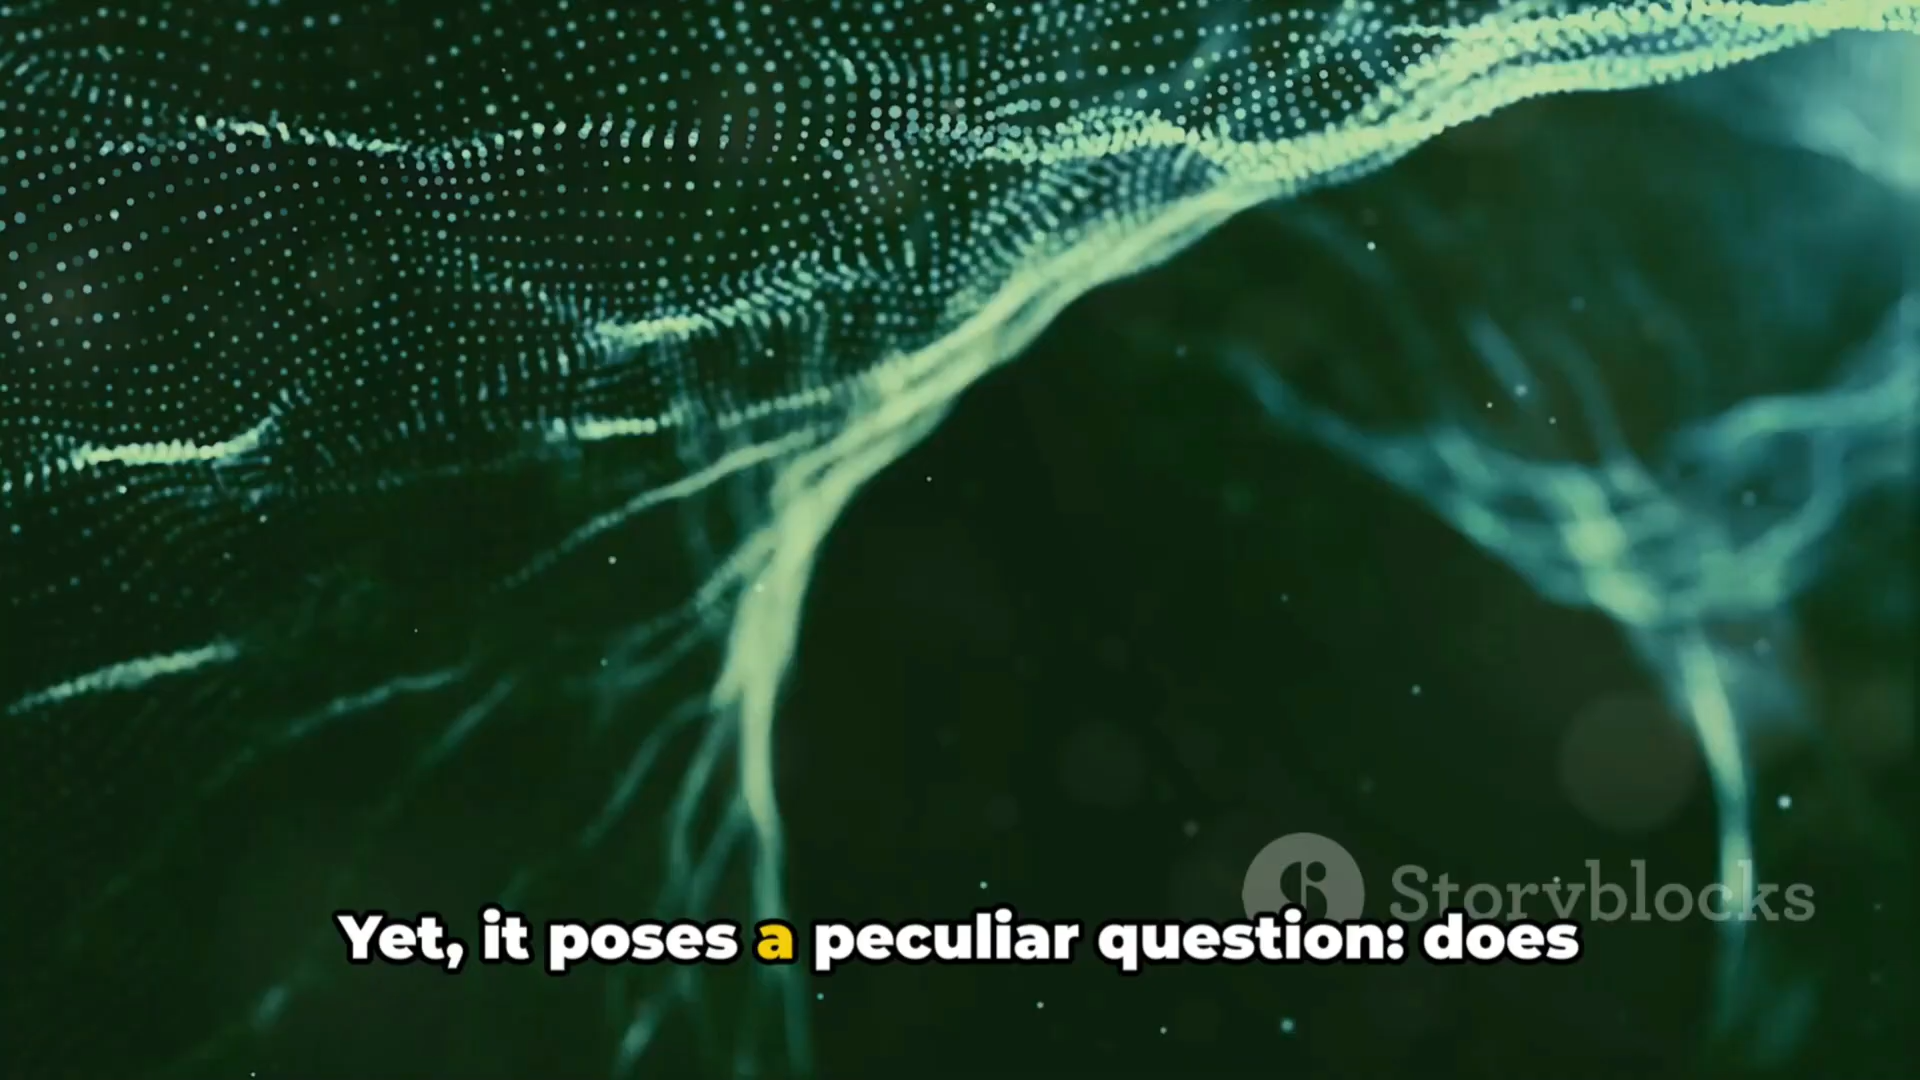 Storyblocks
Yet, it poses a peculiar question: does